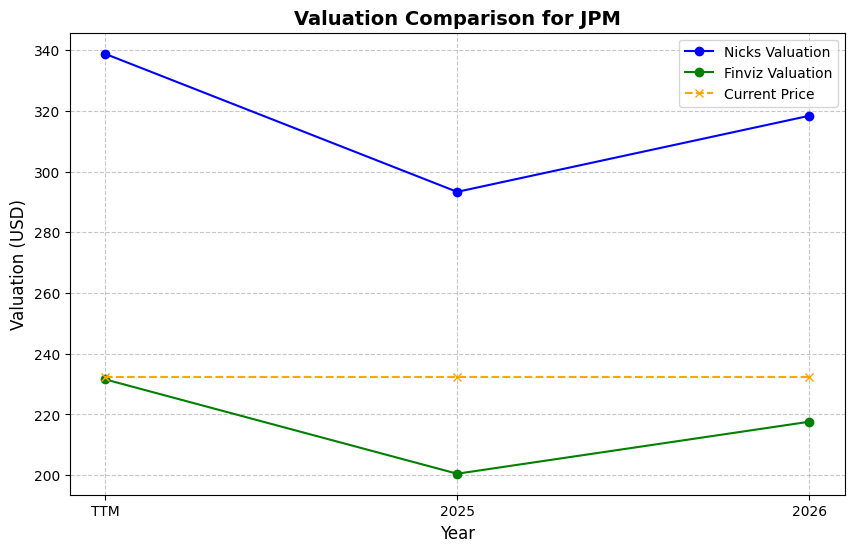 Valuation Comparison for JPM
Nicks Valuation
Finviz Valuation
Current Price
Valuation (USD)
340
320
300
280
260
240
220
200
TTM
2025
2026
Year